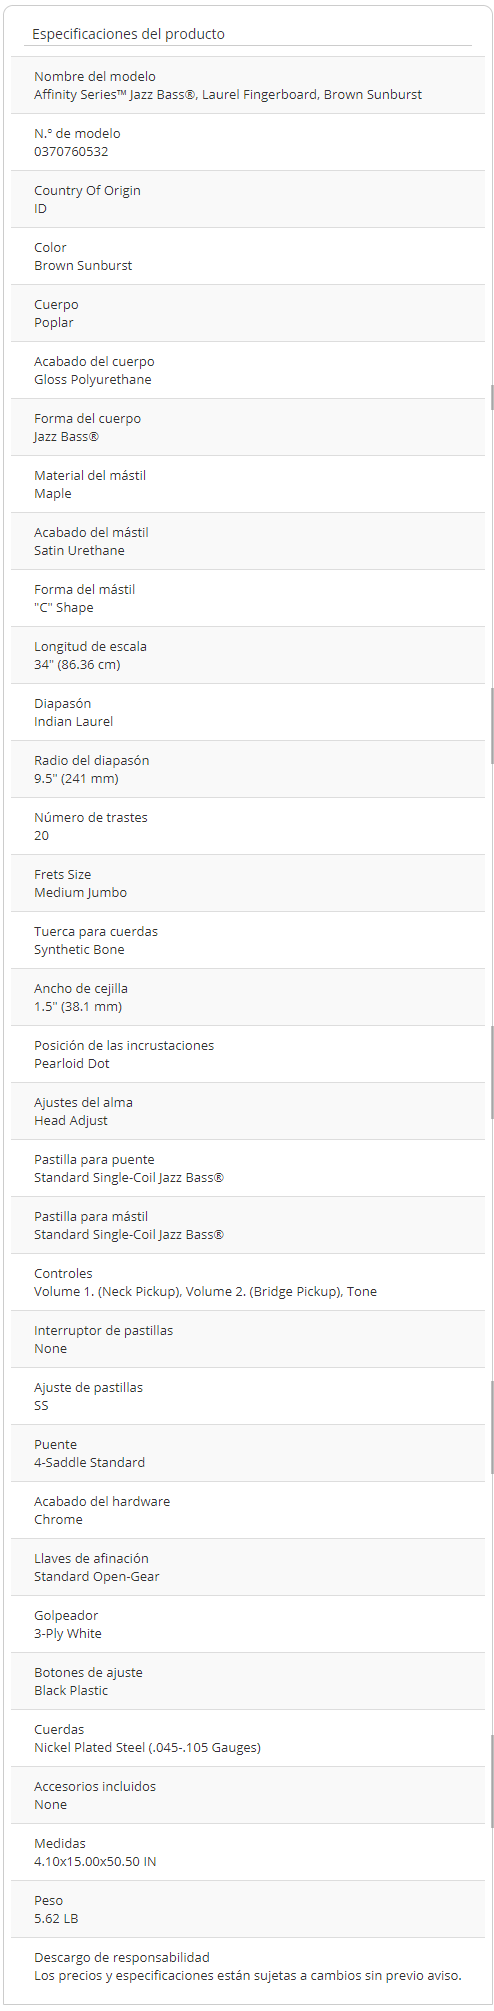 Especificaciones del producto
Nombre del modelo
Affinity Series™ Jazz Bass®, Laurel Fingerboard, Brown Sunburst
N.º de modelo
0370760532
Country Of Origin
ID
Color
Brown Sunburst
Cuerpo
Poplar
Acabado del cuerpo
Gloss Polyurethane
Forma del cuerpo
Jazz Bass®
Material del mástil
Maple
Acabado del mástil
Satin Urethane
Forma del mástil
"C" Shape
Longitud de escala
34" (86.36 cm)
Diapasón
Indian Laurel
Radio del diapasón
9.5" (241 mm)
Número de trastes
20
Frets Size
Medium Jumbo
Tuerca para cuerdas
Synthetic Bone
Ancho de cejilla
1.5" (38.1 mm)
Posición de las incrustaciones
Pearloid Dot
Ajustes del alma
Head Adjust
Pastilla para puente
Standard Single-Coil Jazz Bass®
Pastilla para mástil
Standard Single-Coil Jazz Bass®
Controles
Volume 1. (Neck Pickup), Volume 2. (Bridge Pickup), Tone
Interruptor de pastillas
None
Ajuste de pastillas
SS
Puente
4-Saddle Standard
Acabado del hardware
Chrome
Llaves de afinación
Standard Open-Gear
Golpeador
3-Ply White
Botones de ajuste
Black Plastic
Cuerdas
Nickel Plated Steel (.045-.105 Gauges)
Accesorios incluidos
None
Medidas
4.10x15.00x50.50 IN
Peso
5.62 LB
Descargo de responsabilidad
Los precios y especificaciones están sujetas a cambios sin previo aviso.